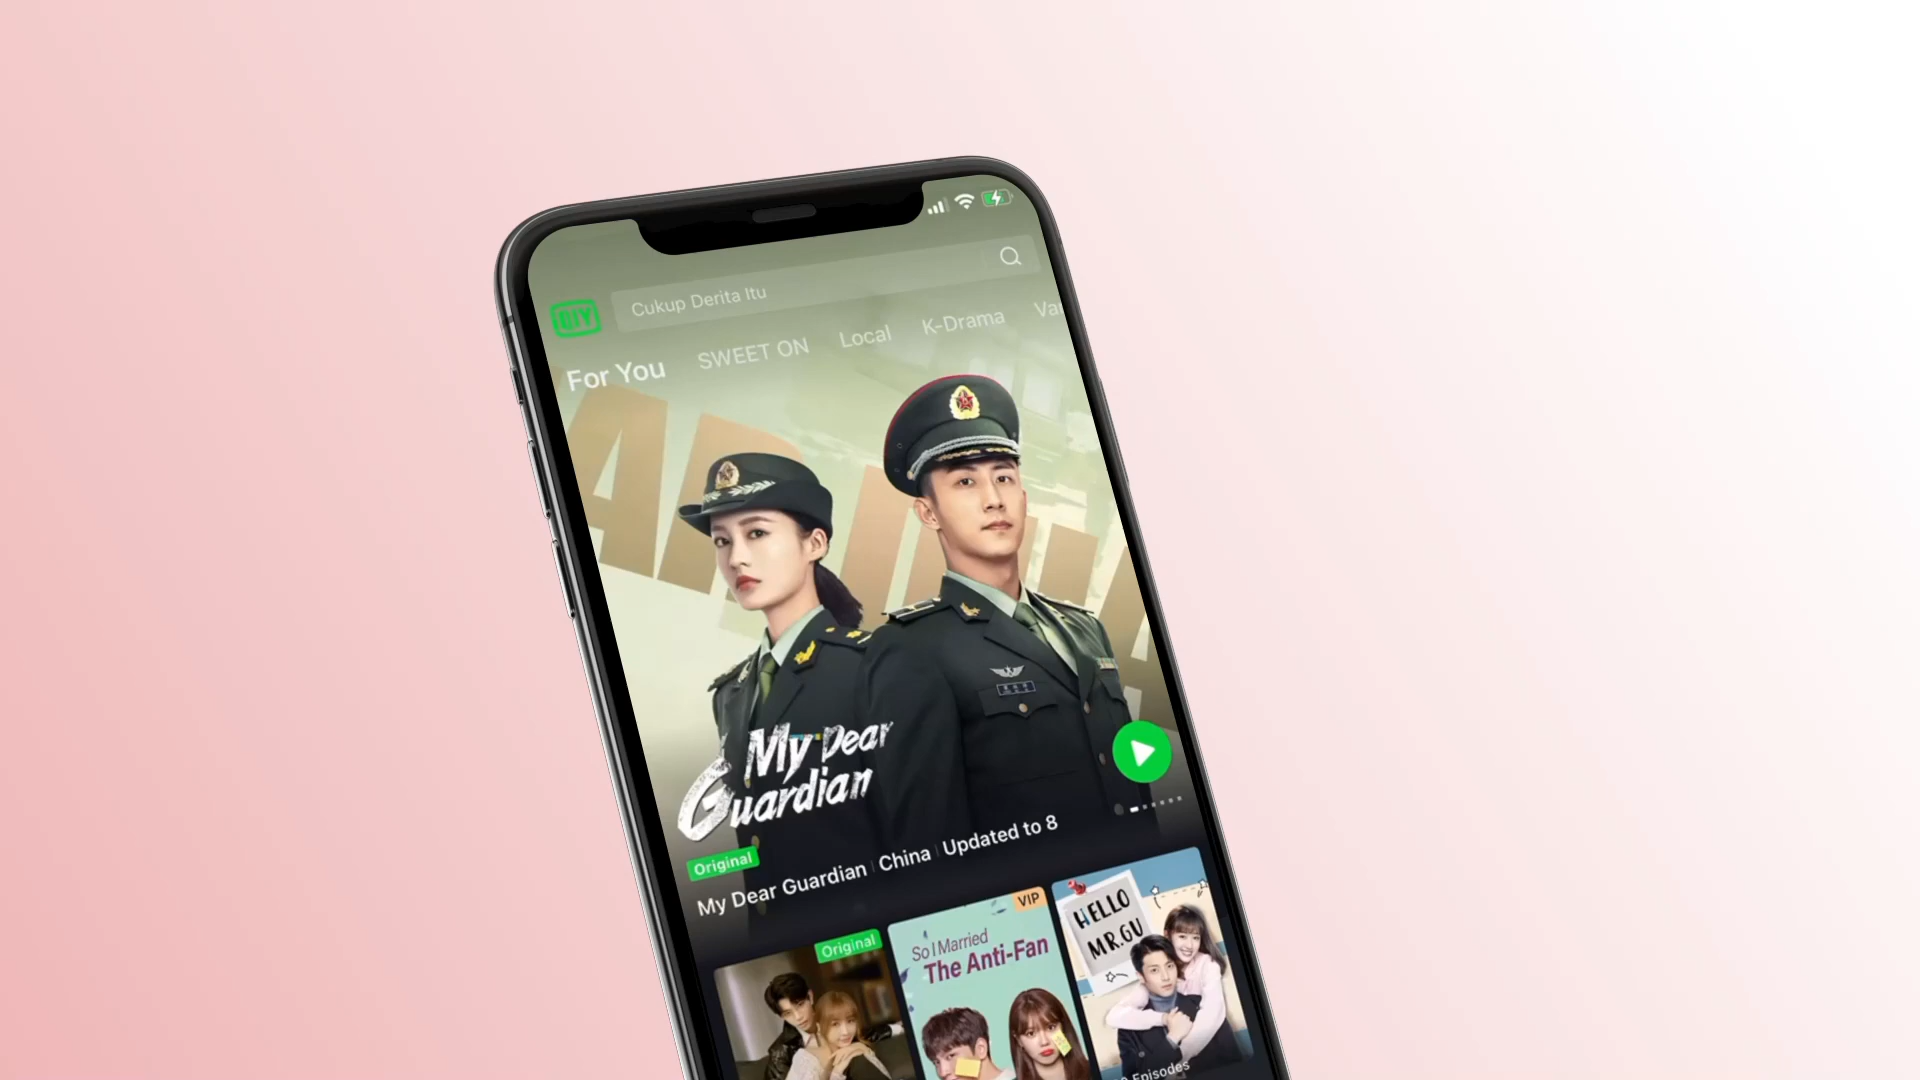 QIY
Cukup Derita Itu
For You
SWEET ON
Local
K-Drama
My Dear
Guardian
Original
My Dear Guardian | China | Updated to 8
Original
VIP
So I Married
The Anti-Fan
HELLO
MR.GU
Episodes